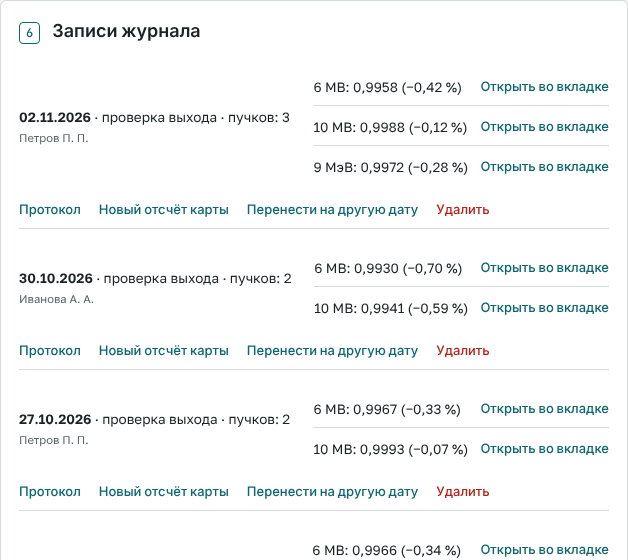 6 Записи журнала
6 МВ: 0,9958 (−0,42 %) Открыть во вкладке
02.11.2026 · проверка выхода · пучков: 3
10 МВ: 0,9988 (−0,12 %) Открыть во вкладке
Петров П. П.
9 МэВ: 0,9972 (−0,28 %) Открыть во вкладке
Протокол Новый отсчёт карты Перенести на другую дату Удалить
6 МВ: 0,9930 (−0,70 %) Открыть во вкладке
30.10.2026 · проверка выхода · пучков: 2
Иванова А. А.
10 МВ: 0,9941 (−0,59 %) Открыть во вкладке
Протокол Новый отсчёт карты Перенести на другую дату Удалить
6 МВ: 0,9967 (−0,33 %) Открыть во вкладке
27.10.2026 · проверка выхода · пучков: 2
Петров П. П.
10 МВ: 0,9993 (−0,07 %) Открыть во вкладке
Протокол Новый отсчёт карты Перенести на другую дату Удалить
6 МВ: 0,9966 (−0,34 %) Открыть во вкладке